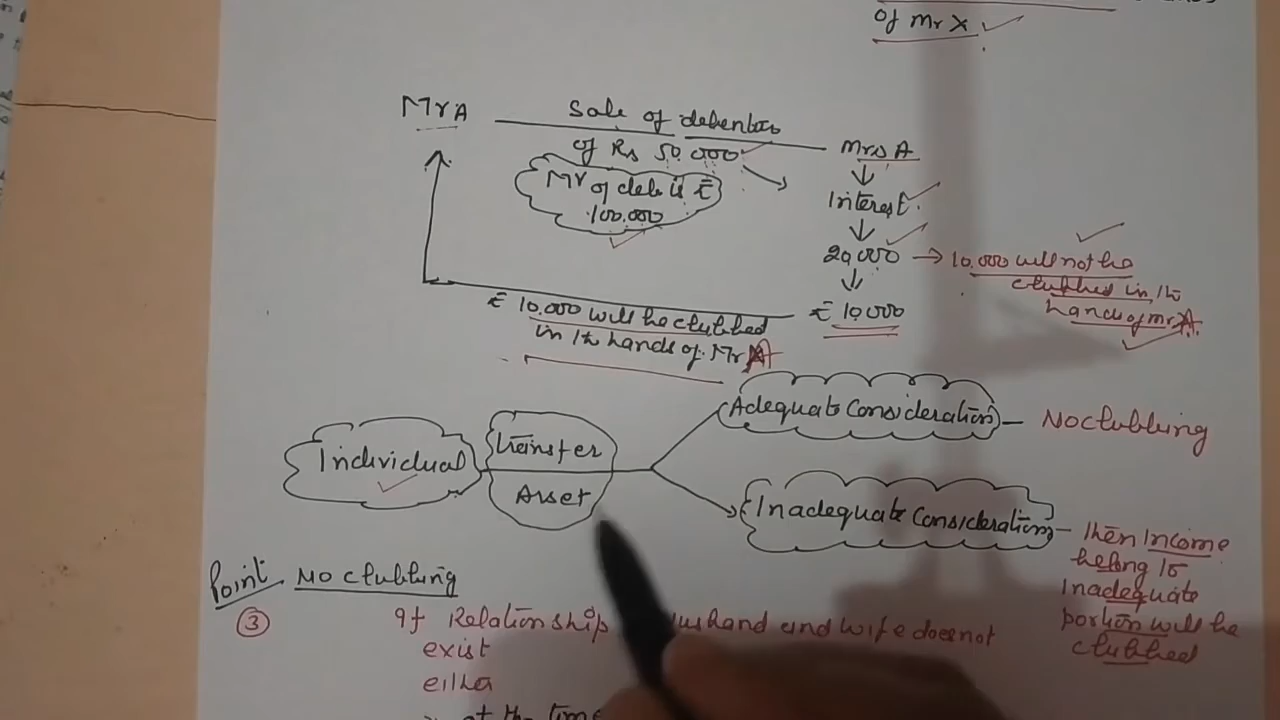 of Mr X
Mr A
Sale of debentures
of Rs 50,000
Mrs A
MV of deb is ₹
100,000
Interest
20,000
10,000 will not be
clubbed in the
hands of Mr A
₹ 10,000
₹ 10,000 will be clubbed
in the hands of Mr A
Adequate Consideration
No clubbing
Individual
transfer
Asset
Inadequate Consideration
Then Income
belong to
Inadequate
portion will be
clubbed
Point
No clubbing
3
If Relationship husband and wife does not
exist
either
at the time